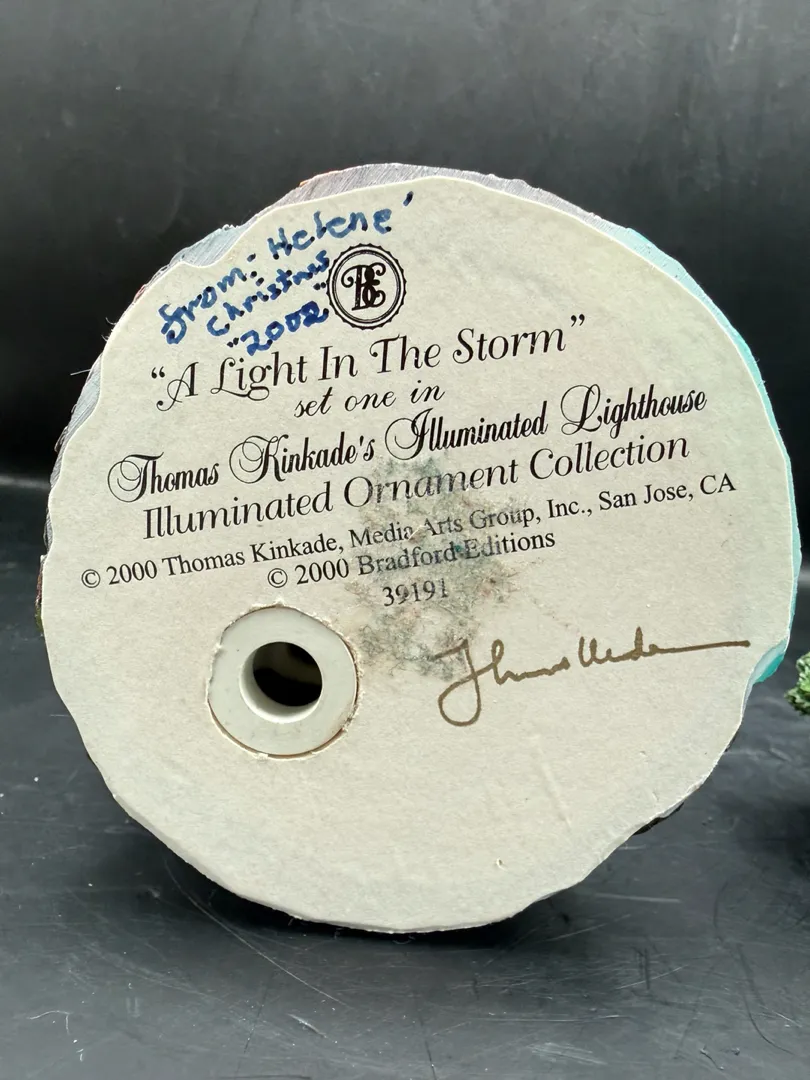 from: Helene'
Christmas
"2002"
BE
“A Light In The Storm”
set one in
Thomas Kinkade's Illuminated Lighthouse
Illuminated Ornament Collection
© 2000 Thomas Kinkade, Media Arts Group, Inc., San Jose, CA
© 2000 Bradford Editions
39191